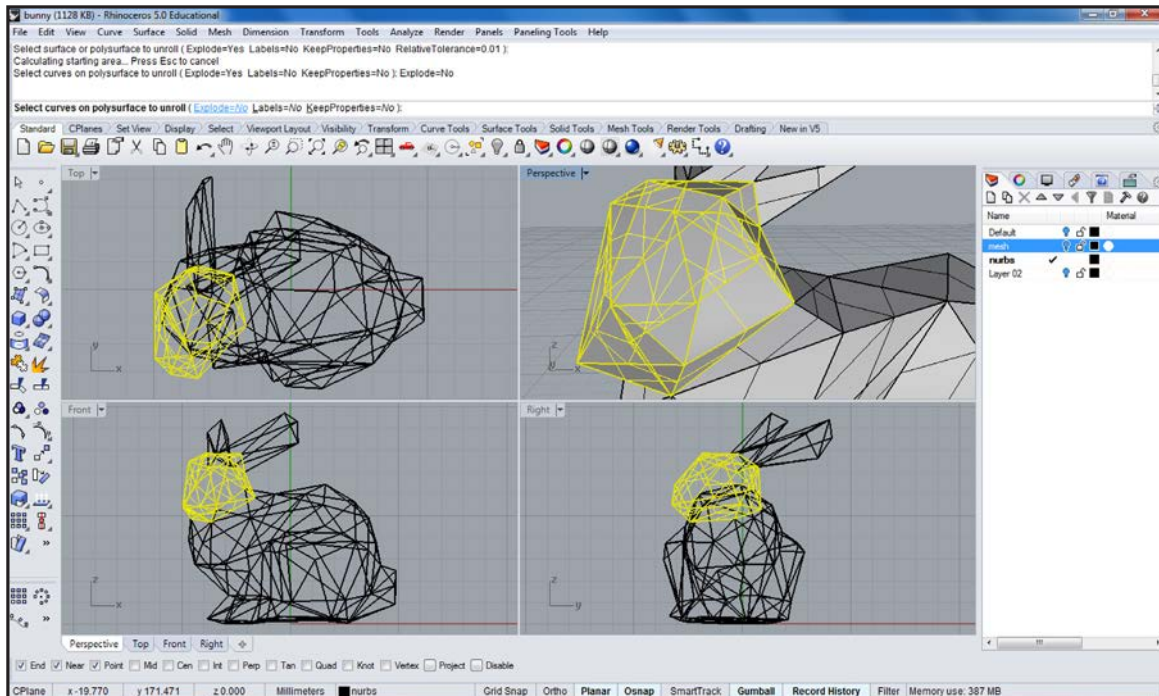 bunny (1128 KB) - Rhinoceros 5.0 Educational
File Edit View Curve Surface Solid Mesh Dimension Transform Tools Analyze Render Panels Paneling Tools Help
Select surface or polysurface to unroll ( Explode=Yes Labels=No KeepProperties=No RelativeTolerance=0.01 ):
Calculating starting area... Press Esc to cancel
Select curves on polysurface to unroll ( Explode=Yes Labels=No KeepProperties=No ): Explode=No
Select curves on polysurface to unroll ( Explode=No Labels=No KeepProperties=No ):
Standard CPlanes Set View Display Select Viewport Layout Visibility Transform Curve Tools Surface Tools Solid Tools Mesh Tools Render Tools Drafting New in V5
Top
Perspective
Name Material
Default
mesh
nurbs
Layer 02
y
x
z
y
x
Front
Right
z
x
z
y
Perspective Top Front Right
End Near Point Mid Cen Int Perp Tan Quad Knot Vertex Project Disable
CPlane x -19.770 y 171.471 z 0.000 Millimeters nurbs Grid Snap Ortho Planar Osnap SmartTrack Gumball Record History Filter Memory use: 387 MB